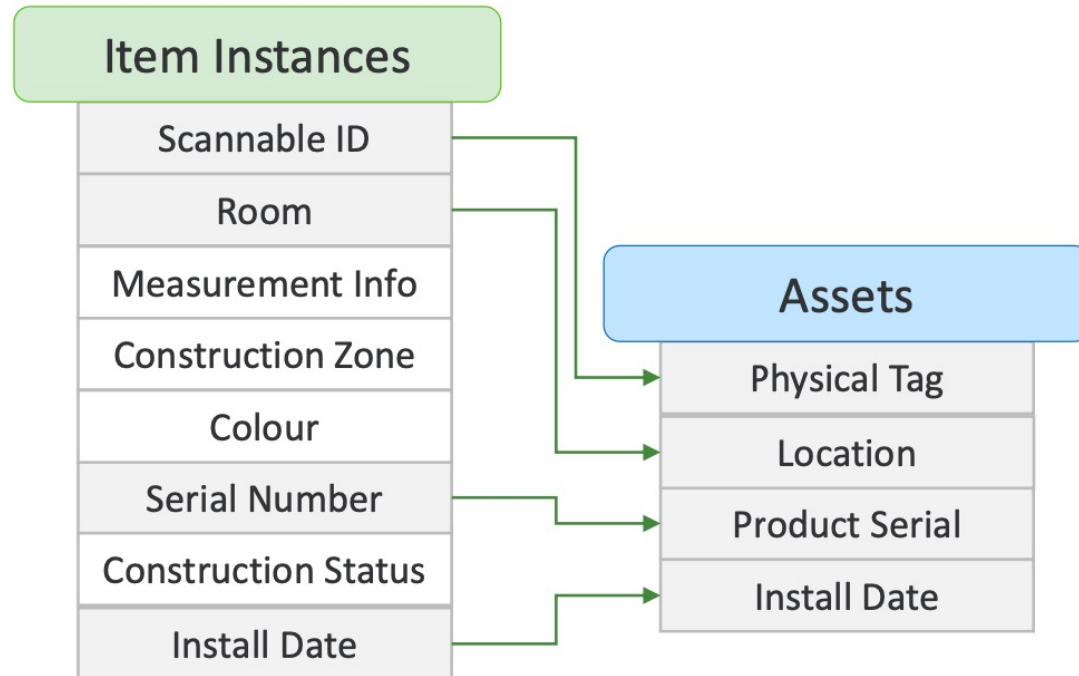 Item Instances
Scannable ID
Room
Measurement Info
Construction Zone
Colour
Serial Number
Construction Status
Install Date
Assets
Physical Tag
Location
Product Serial
Install Date